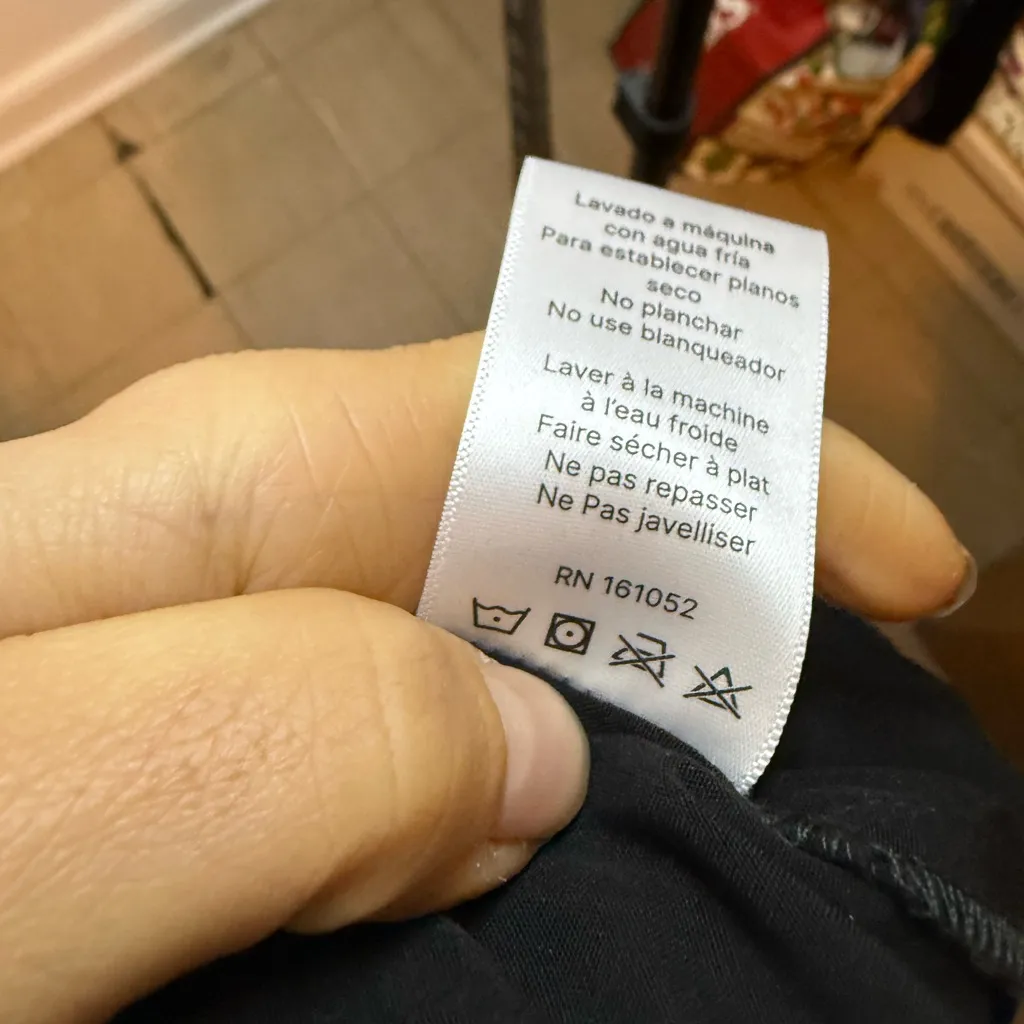 Lavado a máquina
con agua fría
Para establecer planos
seco
No planchar
No use blanqueador
Laver à la machine
à l'eau froide
Faire sécher à plat
Ne pas repasser
Ne Pas javelliser
RN 161052